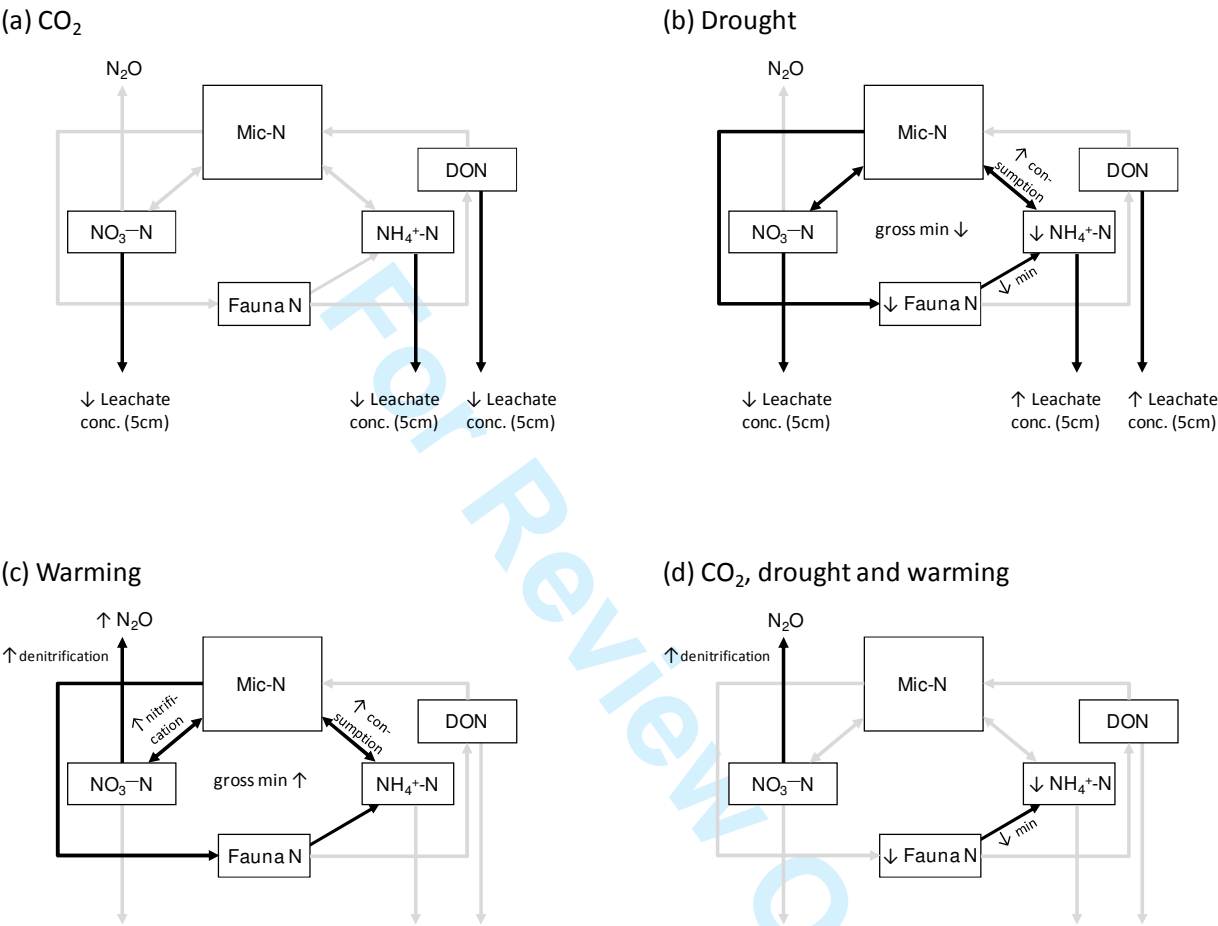 (a) CO₂
N₂O
Mic-N
DON
NO₃⁻–N
NH₄⁺-N
Fauna N
↓ Leachate
conc. (5cm)
↓ Leachate
conc. (5cm)
↓ Leachate
conc. (5cm)
(b) Drought
N₂O
Mic-N
↑ con-
sumption
DON
NO₃⁻–N
gross min ↓
↓ NH₄⁺-N
↓ min
↓ Fauna N
↓ Leachate
conc. (5cm)
↑ Leachate
conc. (5cm)
↑ Leachate
conc. (5cm)
(c) Warming
↑ N₂O
↑ denitrification
Mic-N
↑ nitrifi-
cation
↑ con-
sumption
DON
NO₃⁻–N
gross min ↑
NH₄⁺-N
Fauna N
(d) CO₂, drought and warming
N₂O
↑ denitrification
Mic-N
DON
NO₃⁻–N
↓ NH₄⁺-N
↓ min
↓ Fauna N
For Review O